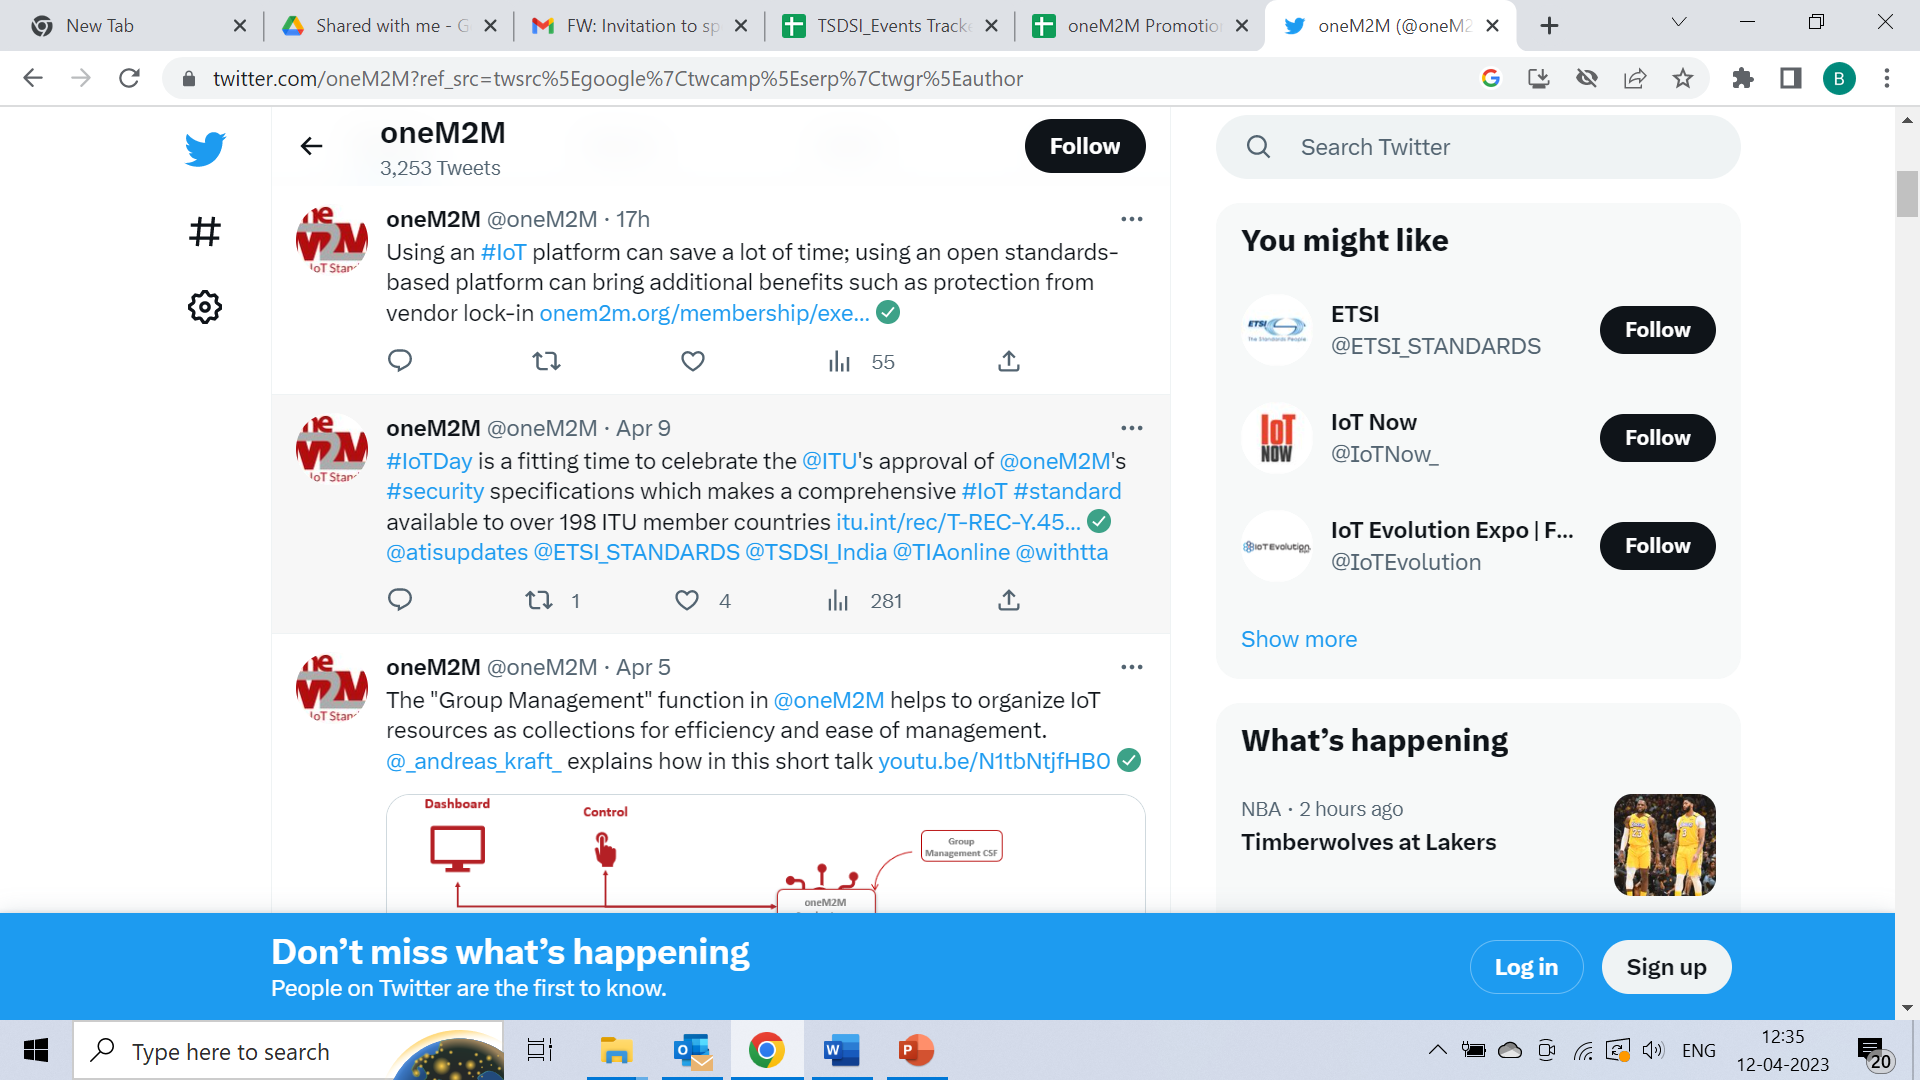 New Tab
Shared with me - G
FW: Invitation to sp
TSDSI_Events Tracke
oneM2M Promotio
oneM2M (@oneM2
twitter.com/oneM2M?ref_src=twsrc%5Egoogle%7Ctwcamp%5Eserp%7Ctwgr%5Eauthor
B
oneM2M
3,253 Tweets
Follow
oneM2M @oneM2M · 17h
Using an #IoT platform can save a lot of time; using an open standards-
based platform can bring additional benefits such as protection from
vendor lock-in onem2m.org/membership/exe...
55
oneM2M @oneM2M · Apr 9
#IoTDay is a fitting time to celebrate the @ITU's approval of @oneM2M's
#security specifications which makes a comprehensive #IoT #standard
available to over 198 ITU member countries itu.int/rec/T-REC-Y.45...
@atisupdates @ETSI_STANDARDS @TSDSI_India @TIAonline @withtta
1 4 281
oneM2M @oneM2M · Apr 5
The "Group Management" function in @oneM2M helps to organize IoT
resources as collections for efficiency and ease of management.
@_andreas_kraft_ explains how in this short talk youtu.be/N1tbNtjfHB0
Dashboard
Control
Group
Management CSF
oneM2M
Search Twitter
You might like
ETSI
@ETSI_STANDARDS
Follow
IoT NOW
IoT Now
@IoTNow_
Follow
IoTEvolution
IoT Evolution Expo | F...
@IoTEvolution
Follow
Show more
What’s happening
NBA · 2 hours ago
Timberwolves at Lakers
Don’t miss what’s happening
People on Twitter are the first to know.
Log in
Sign up
Type here to search
ENG
12:35
12-04-2023
20